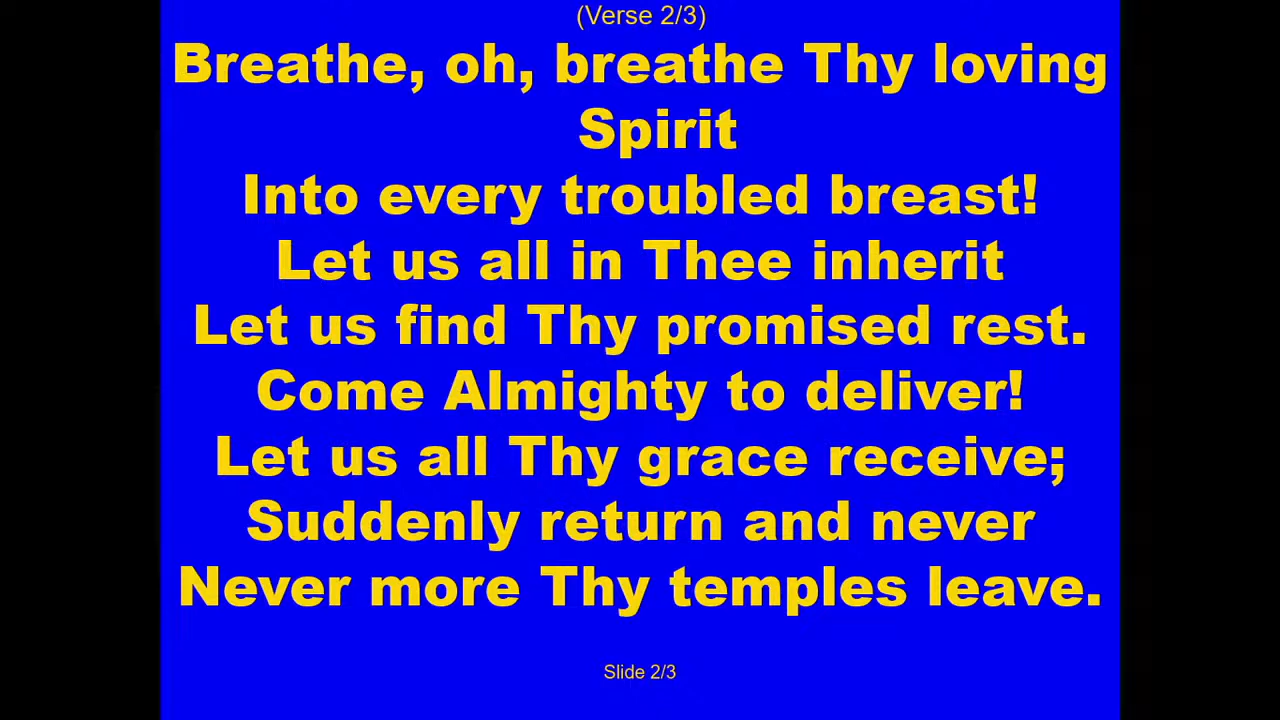 (Verse 2/3)
Breathe, oh, breathe Thy loving
Spirit
Into every troubled breast!
Let us all in Thee inherit
Let us find Thy promised rest.
Come Almighty to deliver!
Let us all Thy grace receive;
Suddenly return and never
Never more Thy temples leave.
Slide 2/3